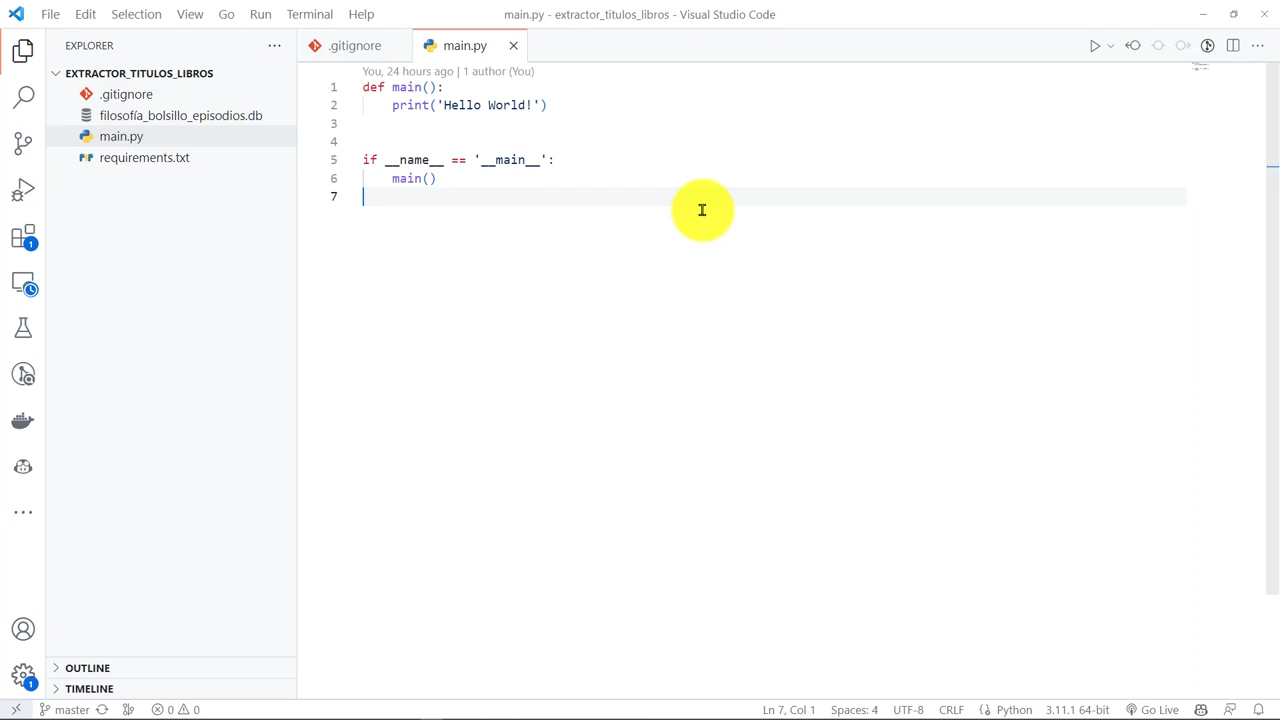 File Edit Selection View Go Run Terminal Help
main.py - extractor_titulos_libros - Visual Studio Code
EXPLORER
.gitignore
main.py
EXTRACTOR_TITULOS_LIBROS
.gitignore
filosofía_bolsillo_episodios.db
main.py
requirements.txt
You, 24 hours ago | 1 author (You)
1 def main():
2 print('Hello World!')
3
4
5 if __name__ == '__main__':
6 main()
7
1
1
OUTLINE
TIMELINE
master 0 0 Ln 7, Col 1 Spaces: 4 UTF-8 CRLF Python 3.11.1 64-bit Go Live